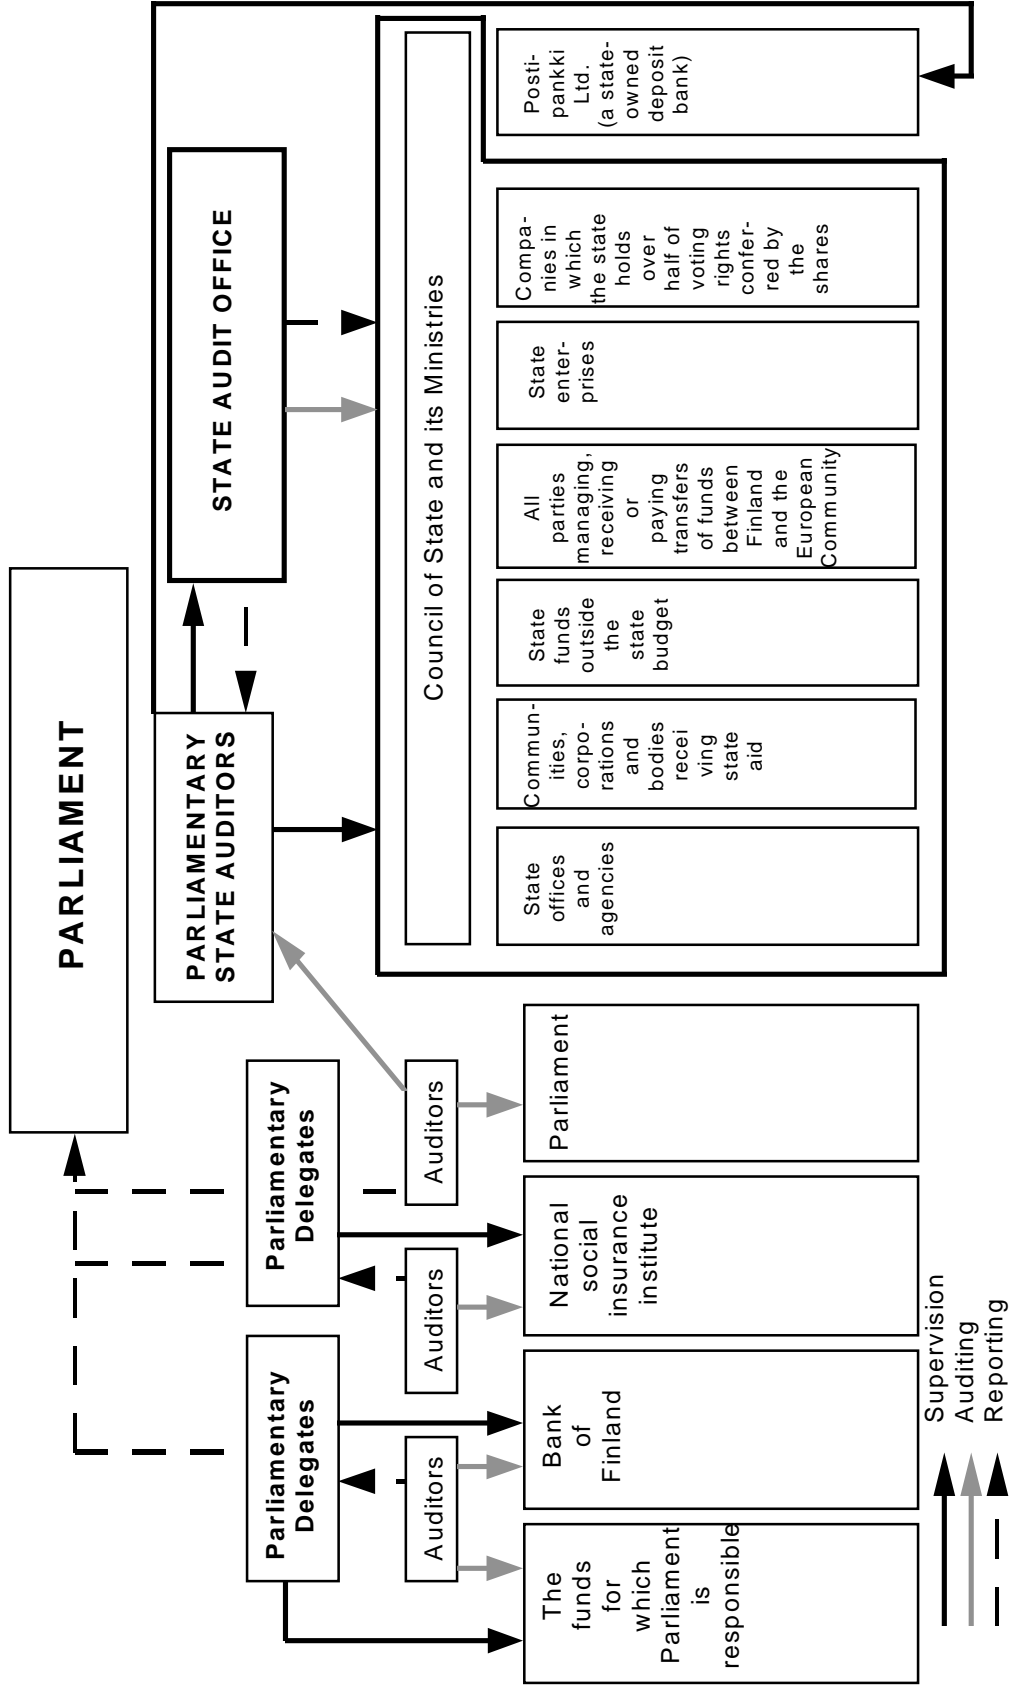 PARLIAMENT
PARLIAMENTARY
STATE AUDITORS
STATE AUDIT OFFICE
Parliamentary
Delegates
Parliamentary
Delegates
Auditors
Auditors
Auditors
Council of State and its Ministries
The
funds
for
which
Parliament
is
responsible
Bank
of
Finland
National
social
insurance
institute
Parliament
State
offices
and
agencies
Commun-
ities,
corpo-
rations
and
bodies
recei
ving
state
aid
State
funds
outside
the
state
budget
All
parties
managing,
receiving
or
paying
transfers
of funds
between
Finland
and the
European
Community
State
enter-
prises
Compa-
nies in
which
the state
holds
over
half of
voting
rights
confer-
red by
the
shares
Posti-
pankki
Ltd.
(a state-
owned
deposit
bank)
Supervision
Auditing
Reporting